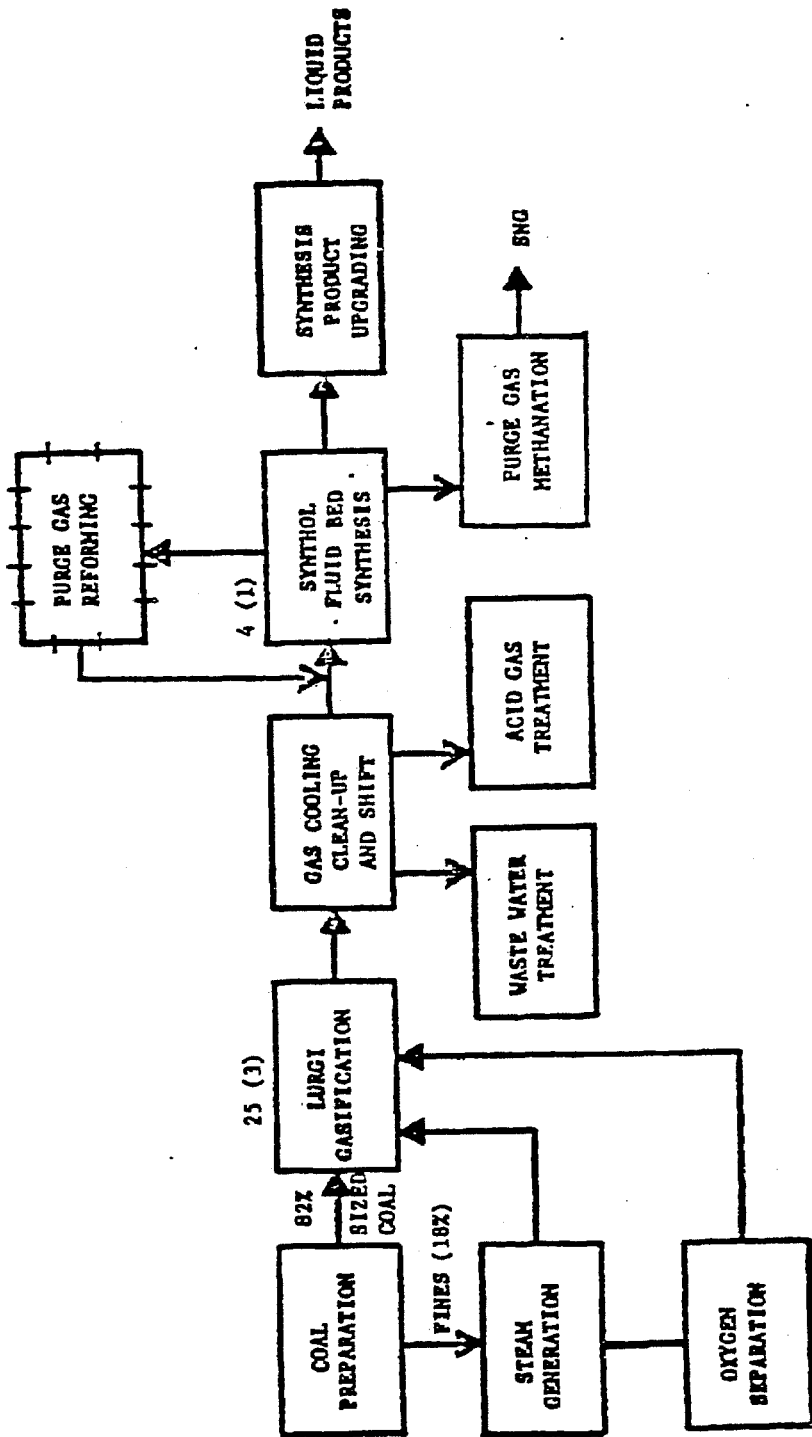 COAL
PREPARATION
82%
SIZED
COAL
FINES (18%)
STEAM
GENERATION
OXYGEN
SEPARATION
25 (3)
LURGI
GASIFICATION
GAS COOLING
CLEAN-UP
AND SHIFT
WASTE WATER
TREATMENT
ACID GAS
TREATMENT
PURGE GAS
REFORMING
4 (1)
SYNTHOL
FLUID BED
SYNTHESIS
SYNTHESIS
PRODUCT
UPGRADING
LIQUID
PRODUCTS
PURGE GAS
METHANATION
SNG